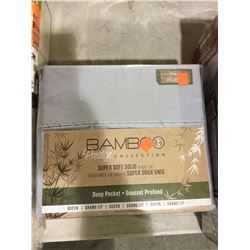 BAMBOO
COLLECTION
SUPER SOFT SOLID SHEET SET
ENSEMBLE DE DRAPS SUPER DOUX UNIS
Deep Pocket • Gousset Profond
QUEEN | GRAND LIT | QUEEN | GRAND LIT | QUEEN | GRAND LIT